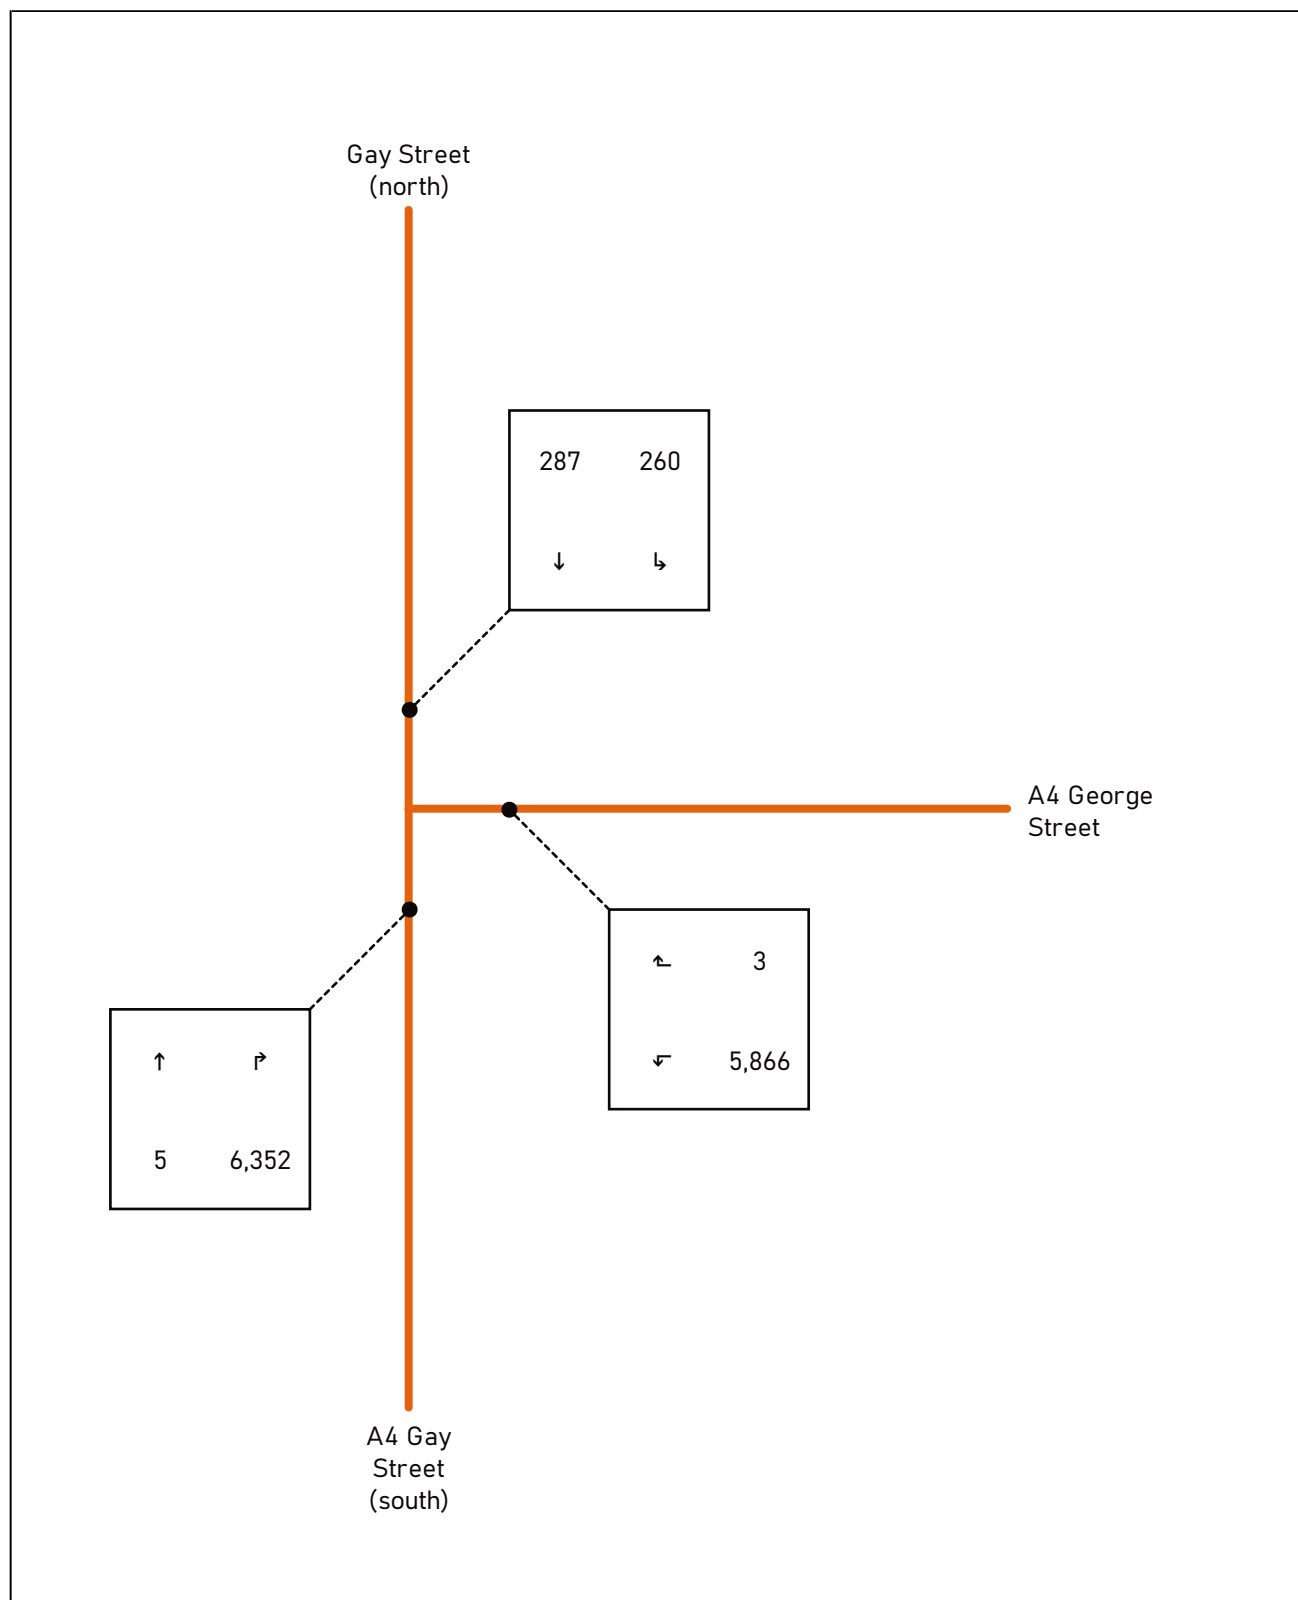 Gay Street
(north)
287 260
↓ ↳
A4 George
Street
⬑ 3
⬐ 5,866
↑ ↱
5 6,352
A4 Gay
Street
(south)